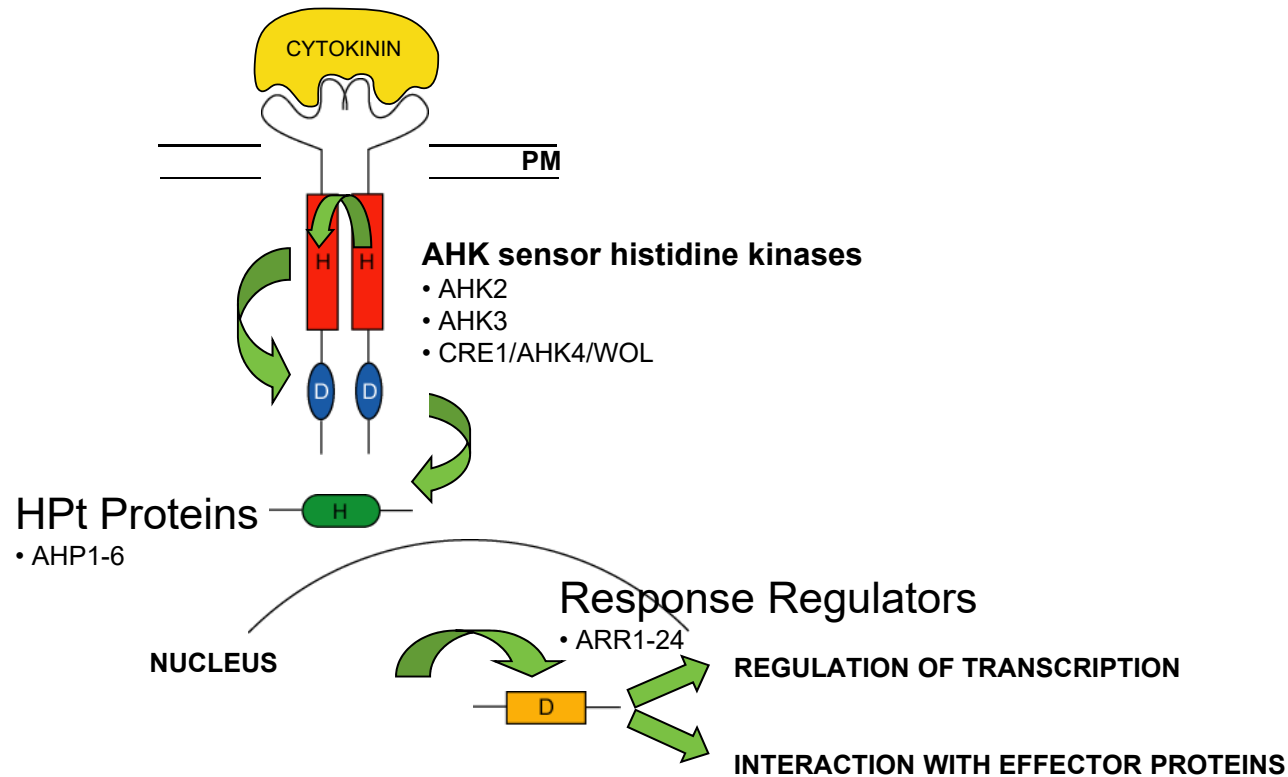 CYTOKININ
PM
H H
AHK sensor histidine kinases
• AHK2
• AHK3
• CRE1/AHK4/WOL
D D
H
HPt Proteins
• AHP1-6
Response Regulators
• ARR1-24
NUCLEUS
REGULATION OF TRANSCRIPTION
D
INTERACTION WITH EFFECTOR PROTEINS